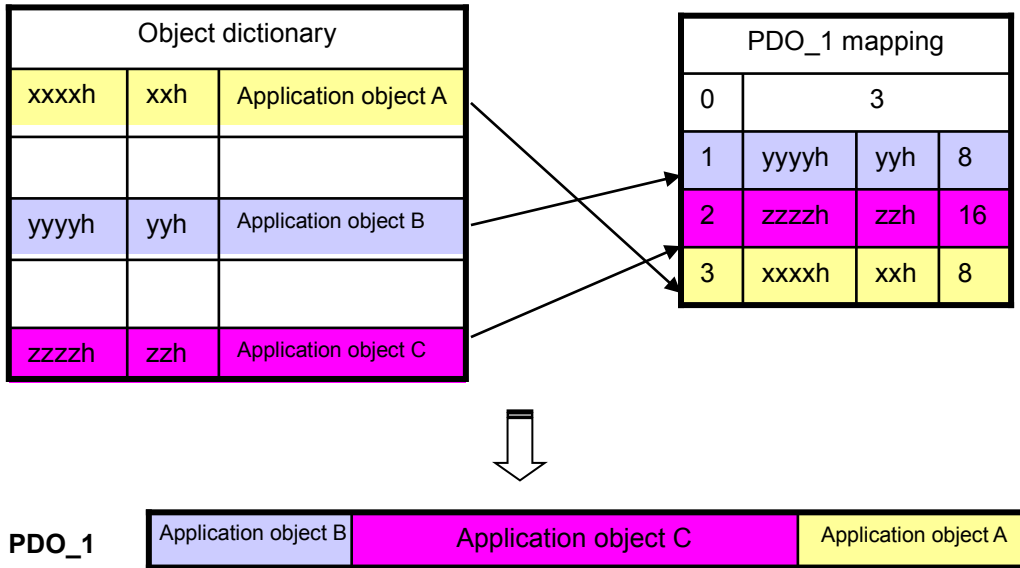 Object dictionary
xxxxh xxh Application object A
yyyyh yyh Application object B
zzzzh zzh Application object C
PDO_1 mapping
0 3
1 yyyyh yyh 8
2 zzzzh zzh 16
3 xxxxh xxh 8
PDO_1 Application object B Application object C Application object A